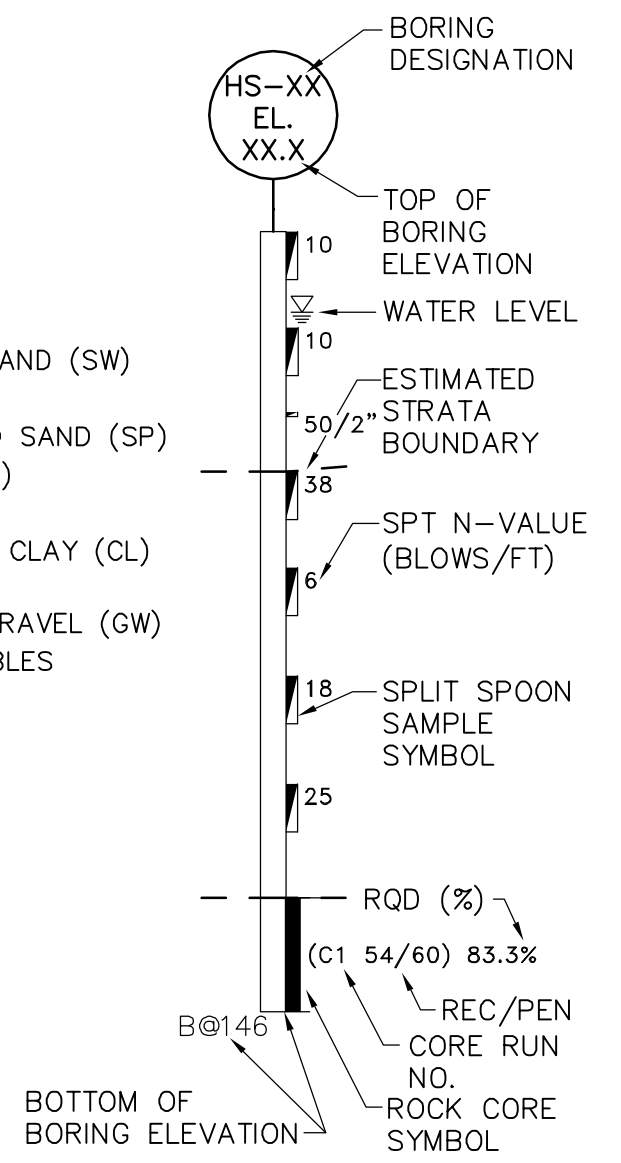 BORING
DESIGNATION
HS-XX
EL.
XX.X
TOP OF
BORING
ELEVATION
10
WATER LEVEL
10
AND (SW)
ESTIMATED
STRATA
BOUNDARY
50/2"
SAND (SP)
)
38
SPT N-VALUE
(BLOWS/FT)
CLAY (CL)
6
RAVEL (GW)
BLES
18
SPLIT SPOON
SAMPLE
SYMBOL
25
RQD (%)
(C1 54/60) 83.3%
REC/PEN
B@146
CORE RUN
NO.
BOTTOM OF
BORING ELEVATION
ROCK CORE
SYMBOL